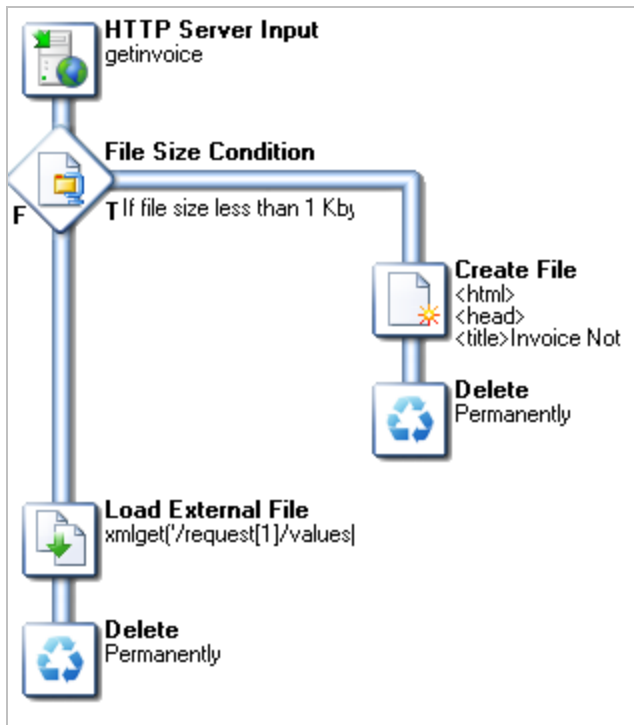 HTTP Server Input
getinvoice
File Size Condition
F
T If file size less than 1 Kby
Create File
<html>
<head>
<title>Invoice Not
Delete
Permanently
Load External File
xmlget('/request[1]/values[
Delete
Permanently